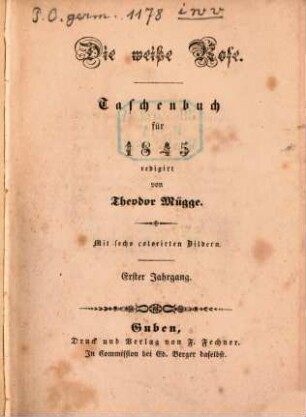 P.O. germ. 1178
Die weiße Rose.
Taschenbuch
für
1845
redigirt
von
Theodor Mügge.
Mit sechs colorirten Bildern.
Erster Jahrgang.
Guben,
Druck und Verlag von F. Fechner.
In Commission bei Ed. Berger daselbst.